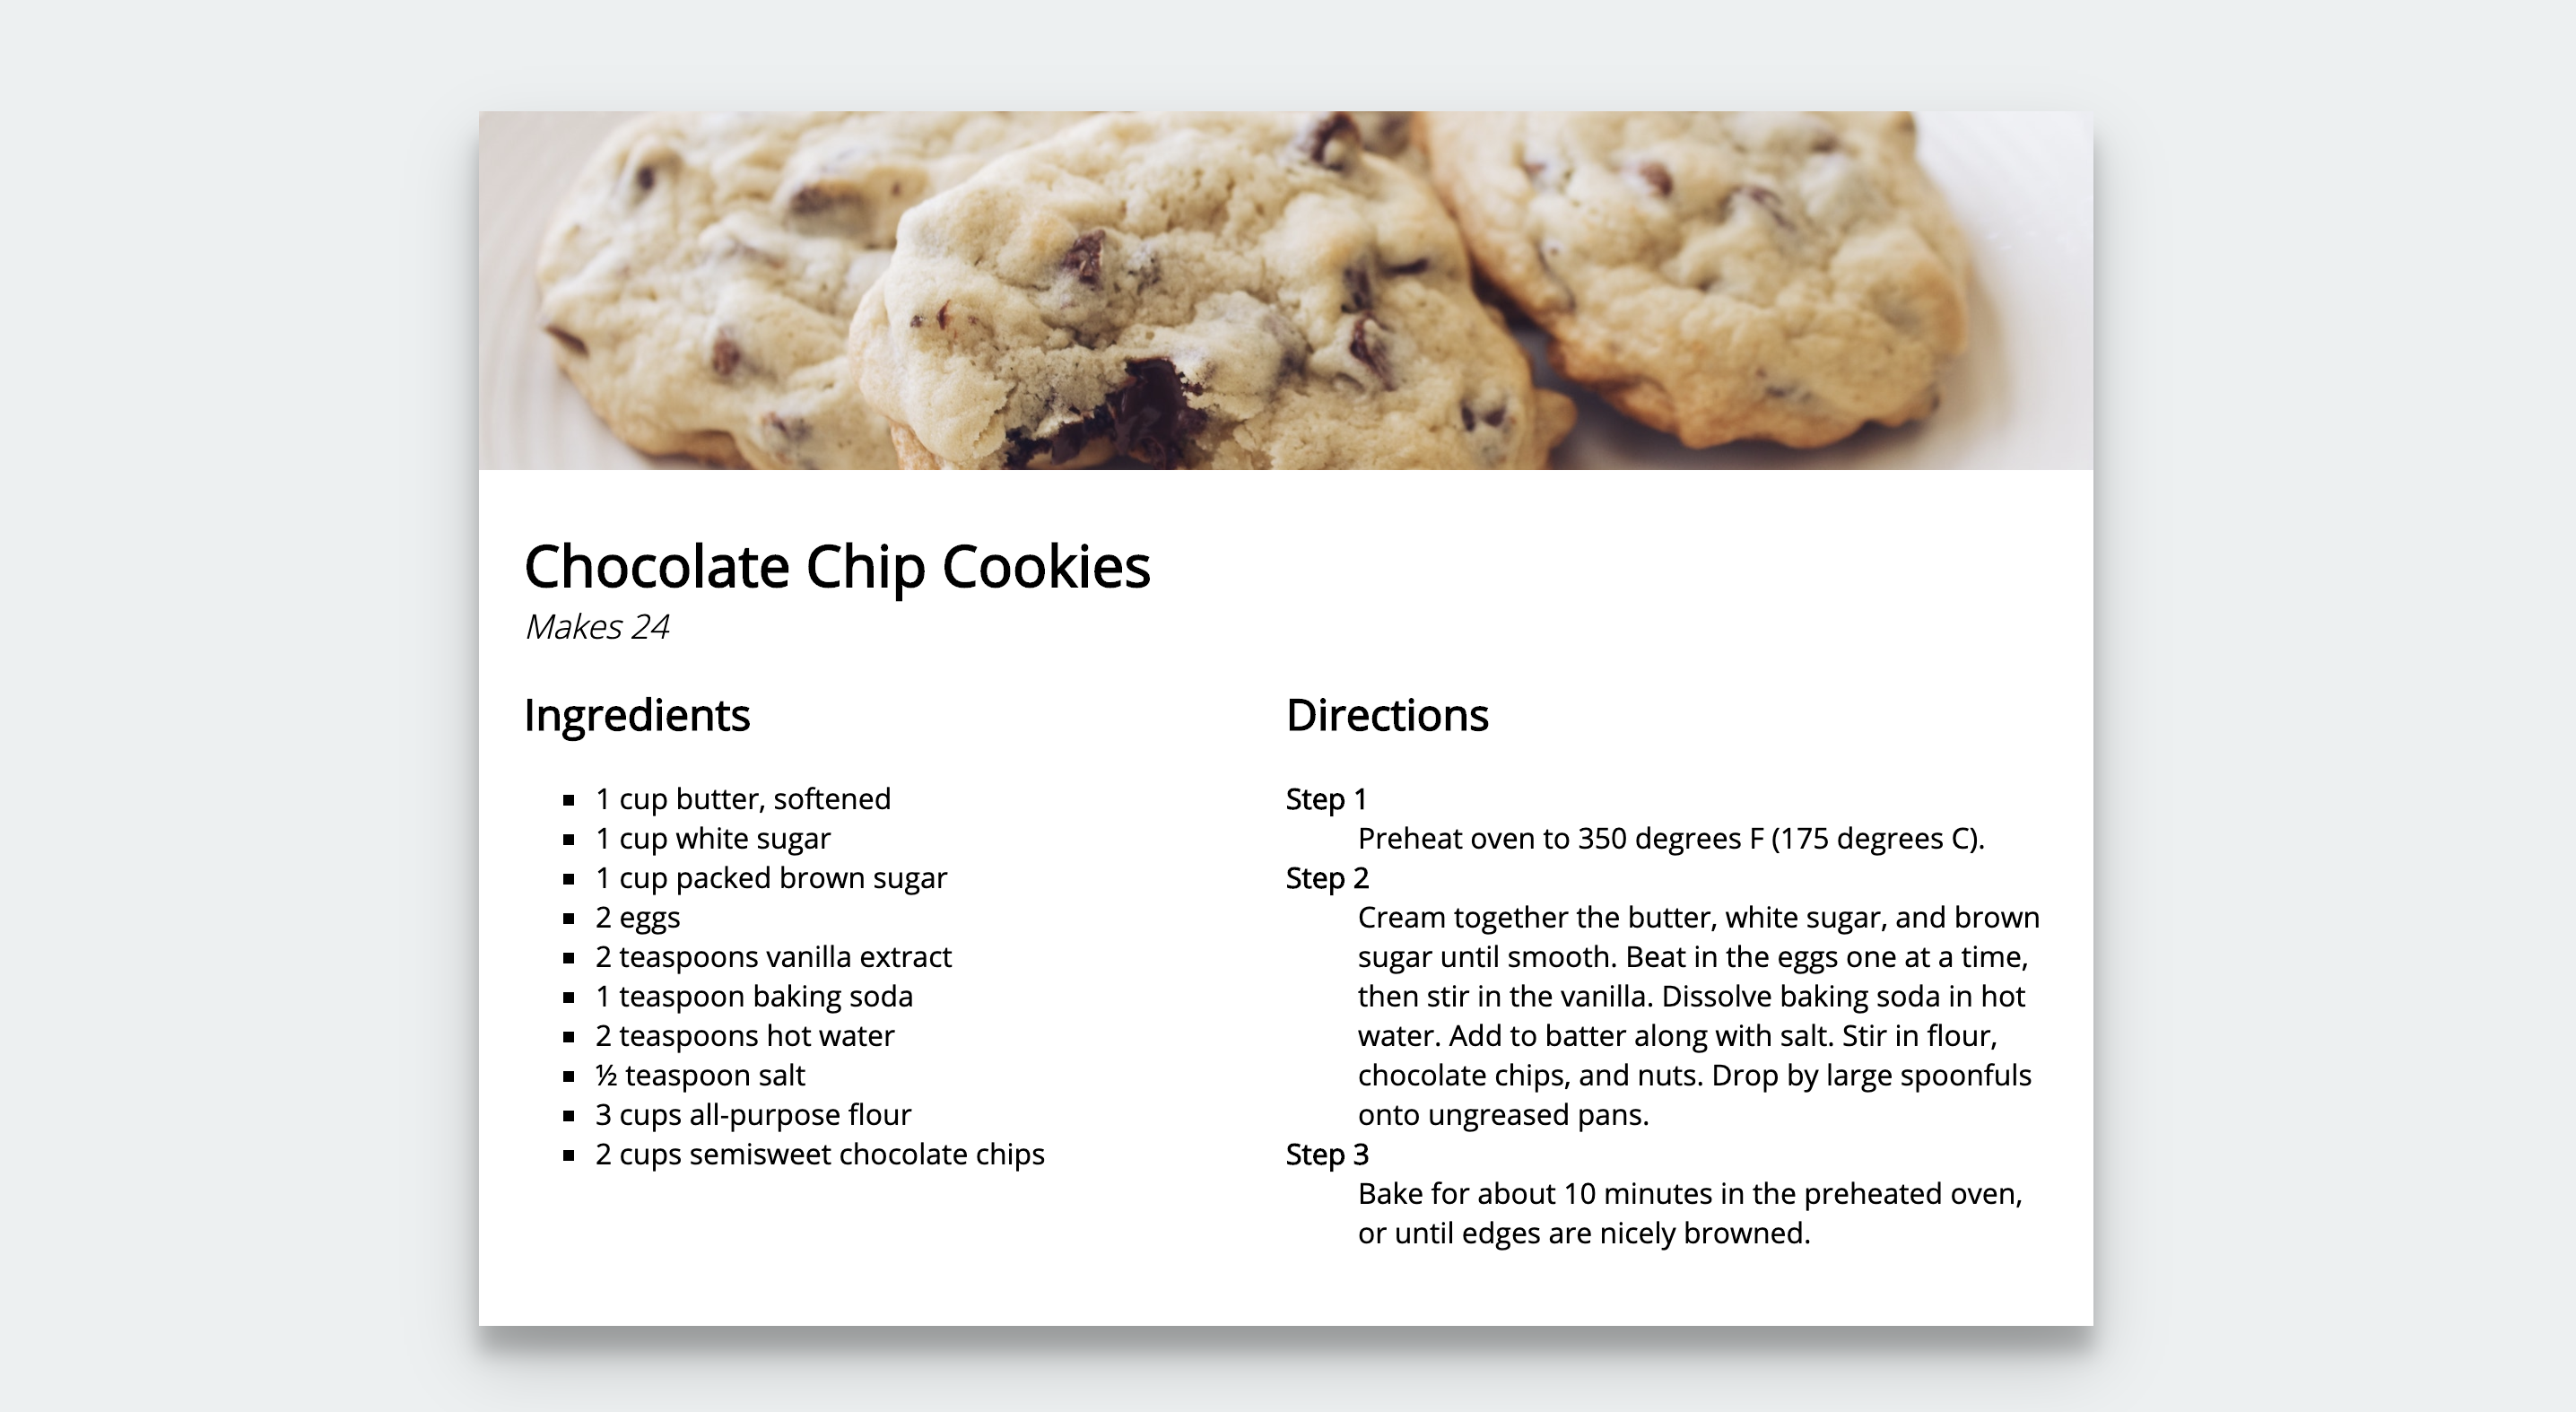 Chocolate Chip Cookies
Makes 24
Ingredients
1 cup butter, softened
1 cup white sugar
1 cup packed brown sugar
2 eggs
2 teaspoons vanilla extract
1 teaspoon baking soda
2 teaspoons hot water
½ teaspoon salt
3 cups all-purpose flour
2 cups semisweet chocolate chips
Directions
Step 1
Preheat oven to 350 degrees F (175 degrees C).
Step 2
Cream together the butter, white sugar, and brown
sugar until smooth. Beat in the eggs one at a time,
then stir in the vanilla. Dissolve baking soda in hot
water. Add to batter along with salt. Stir in flour,
chocolate chips, and nuts. Drop by large spoonfuls
onto ungreased pans.
Step 3
Bake for about 10 minutes in the preheated oven,
or until edges are nicely browned.